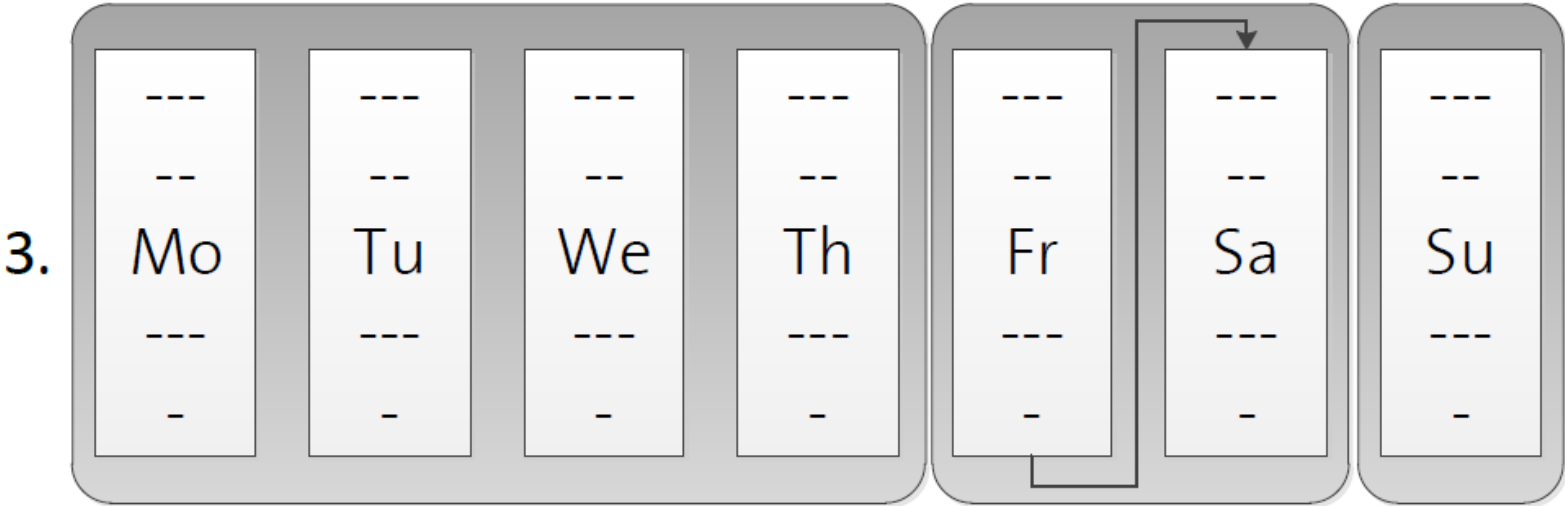 --- --- --- --- --- --- ---
-- -- -- -- -- -- --
3. Mo Tu We Th Fr Sa Su
--- --- --- --- --- --- ---
- - - - - - -